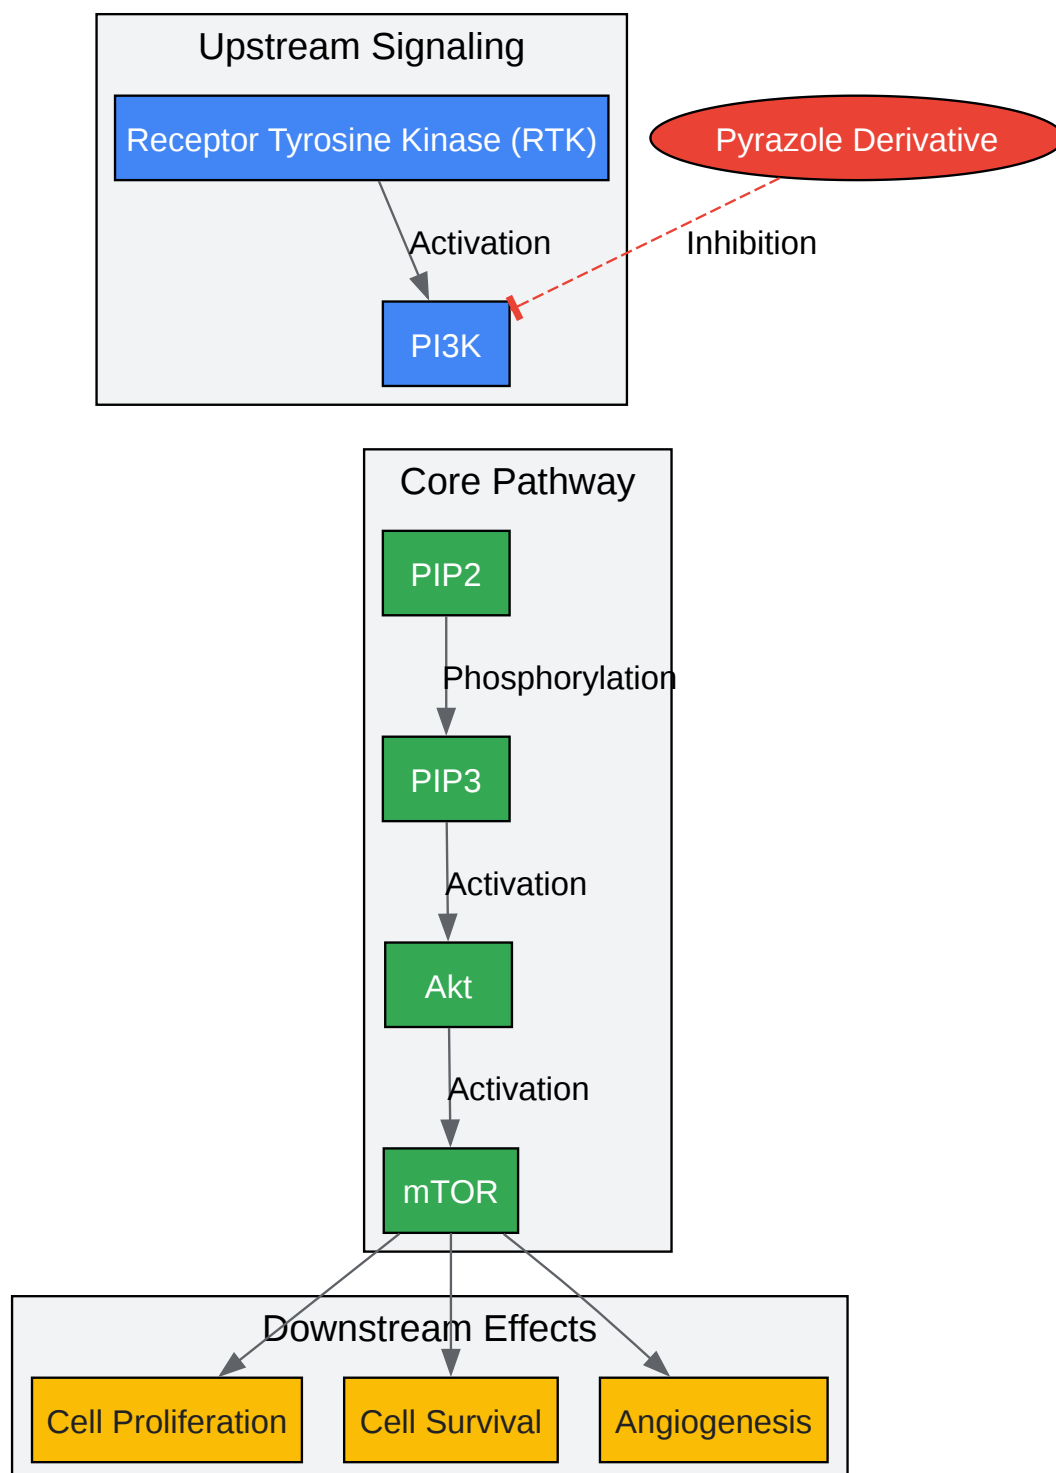 Upstream Signaling
Receptor Tyrosine Kinase (RTK)
Pyrazole Derivative
Activation
Inhibition
PI3K
Core Pathway
PIP2
Phosphorylation
PIP3
Activation
Akt
Activation
mTOR
Downstream Effects
Cell Proliferation
Cell Survival
Angiogenesis